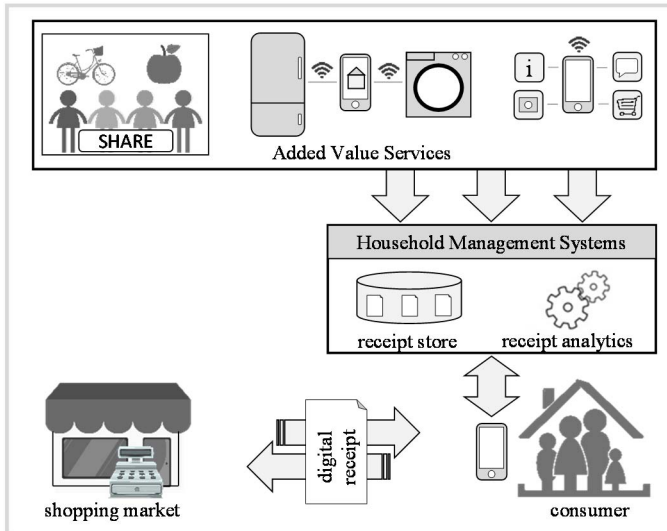 SHARE
i
Added Value Services
Household Management Systems
receipt store
receipt analytics
digital
receipt
shopping market
consumer